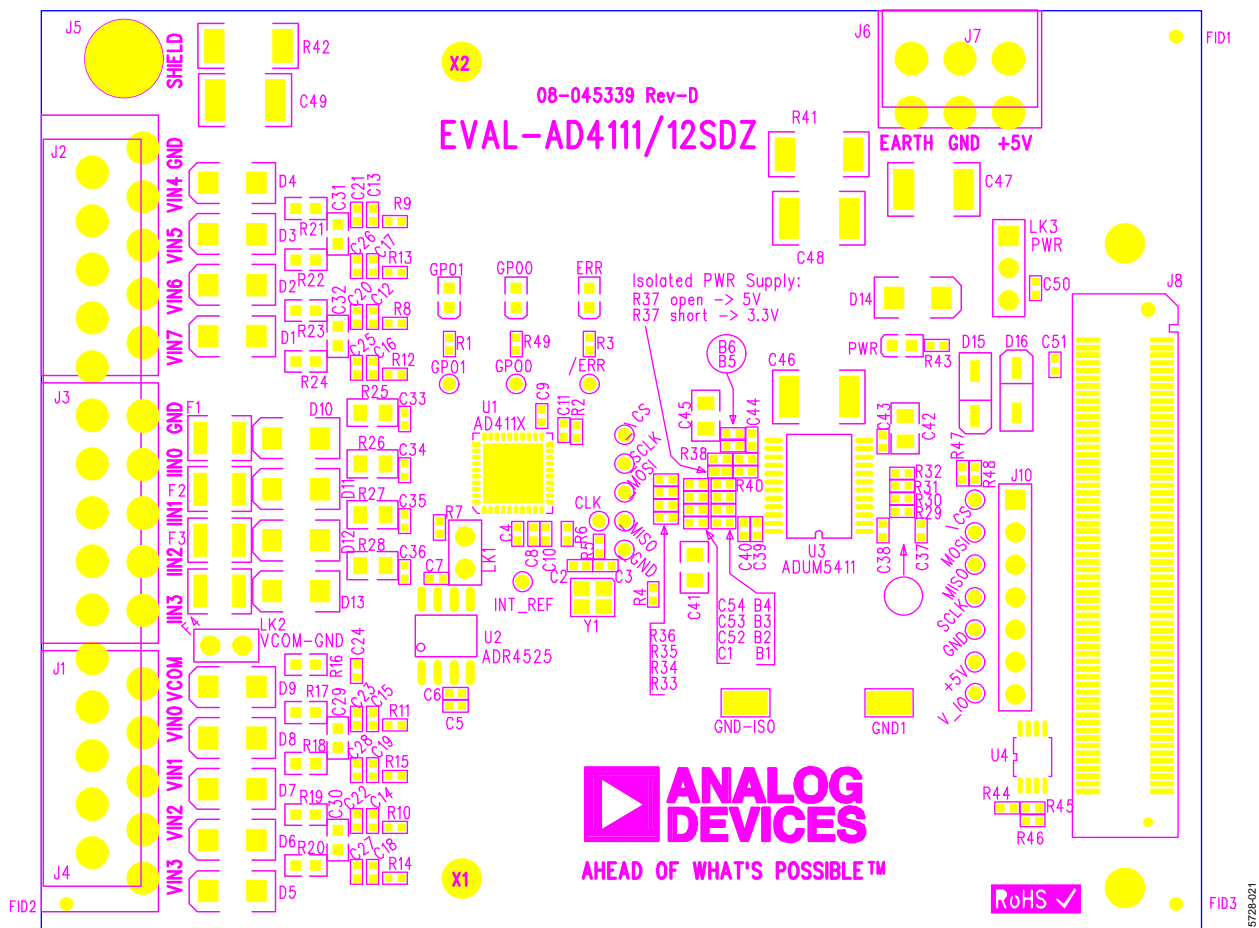 J5
SHIELD
R42
C49
X2
08-045339 Rev-D
EVAL-AD4111/12SDZ
R41
J6
J7
EARTH GND +5V
FID1
C47
C48
LK3
PWR
C50
J8
J2
GND
VIN4
VIN5
VIN6
VIN7
D4
D3
D2
D1
R21
R22
R23
R24
C31
C32
C21
C13
C26
C17
C20
C12
C25
C16
R9
R13
R8
R12
GPO1
GPO0
ERR
R1
R49
R3
GPO1
GPO0
/ERR
Isolated PWR Supply:
R37 open -> 5V
R37 short -> 3.3V
B6
B5
D14
PWR
R43
D15
D16
C51
C46
J3
GND
IIN0
IIN1
IIN2
IIN3
F1
F2
F3
F4
D10
D11
D12
D13
R25
R26
R27
R28
C33
C34
C35
C36
U1
AD411X
C9
C11
R2
/CS
SCLK
MOSI
CLK
MISO
GND
C45
C44
R38
R40
C43
C42
R32
R31
R30
R29
R47
R48
J10
R7
LK1
C7
C4
C8
C10
R6
R5
C2
C3
INT_REF
Y1
R4
C41
C40
C39
U3
ADUM5411
C38
C37
/CS
MOSI
MISO
SCLK
GND
+5V
V_IO
R36
R35
R34
R33
C54 B4
C53 B3
C52 B2
C1 B1
LK2
VCOM-GND
U2
ADR4525
C6
C5
J1
VCOM
VIN0
VIN1
VIN2
VIN3
J4
D9
D8
D7
D6
D5
R16
R17
R18
R19
R20
C24
C29
C30
C23
C15
C28
C19
C22
C14
C27
C18
R11
R15
R10
R14
GND-ISO
GND1
U4
R44
R45
R46
ANALOG
DEVICES
AHEAD OF WHAT'S POSSIBLE™
X1
RoHS ✓
FID2
FID3
5728-021